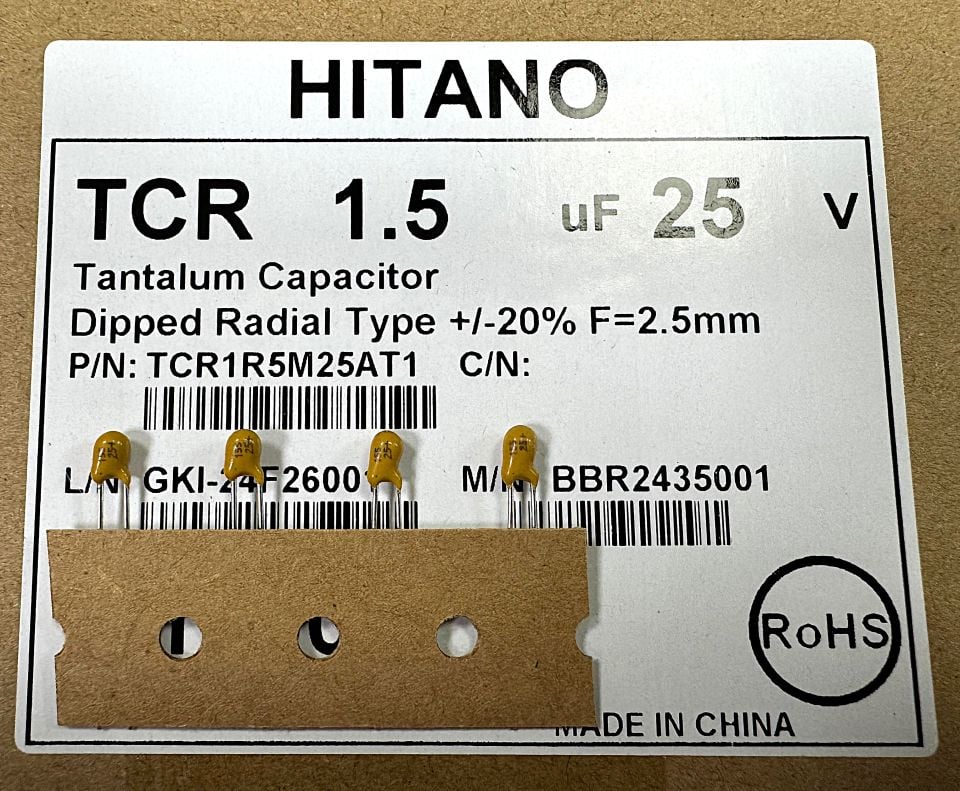 HITANO
TCR 1.5 uF 25 V
Tantalum Capacitor
Dipped Radial Type +/-20% F=2.5mm
P/N: TCR1R5M25AT1 C/N:
GKI-24F2600 BBR2435001
RoHS
MADE IN CHINA